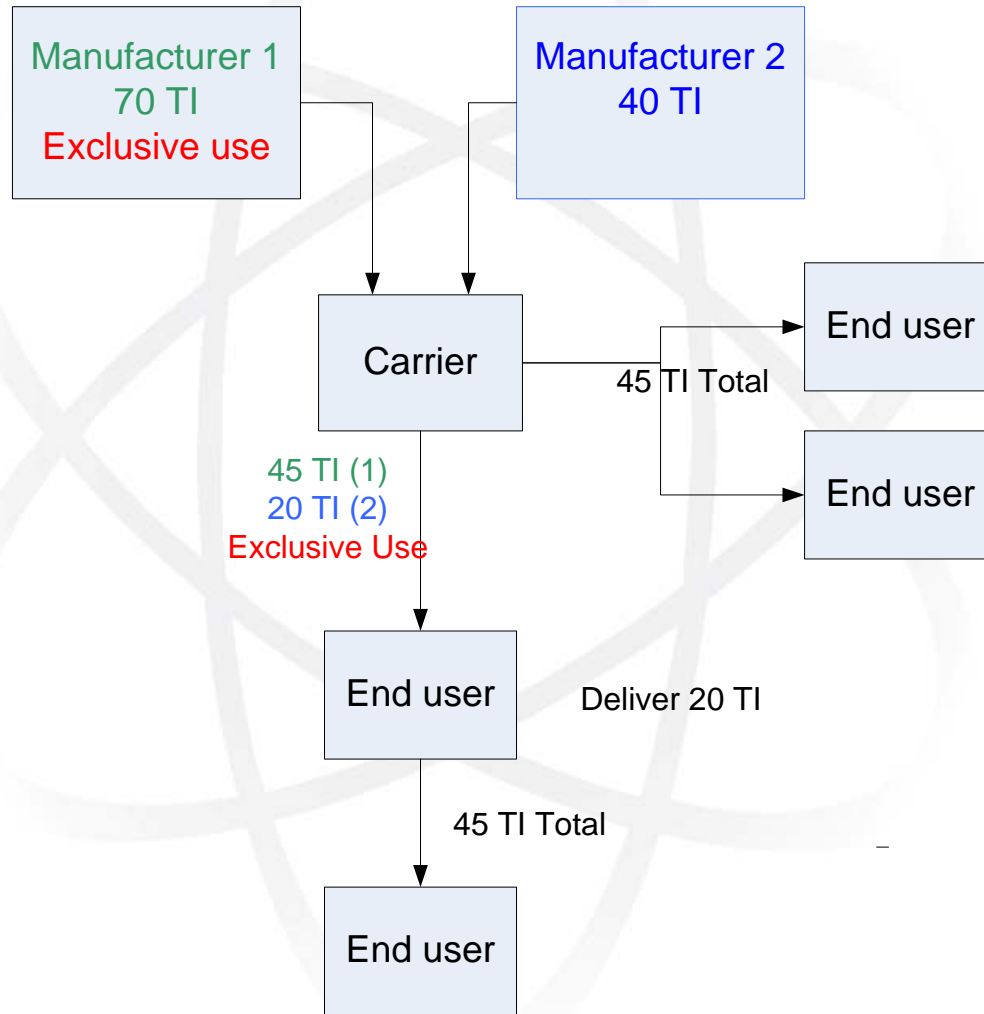 Manufacturer 1
70 TI
Exclusive use
Manufacturer 2
40 TI
Carrier
End user
45 TI Total
End user
45 TI (1)
20 TI (2)
Exclusive Use
End user
Deliver 20 TI
45 TI Total
End user